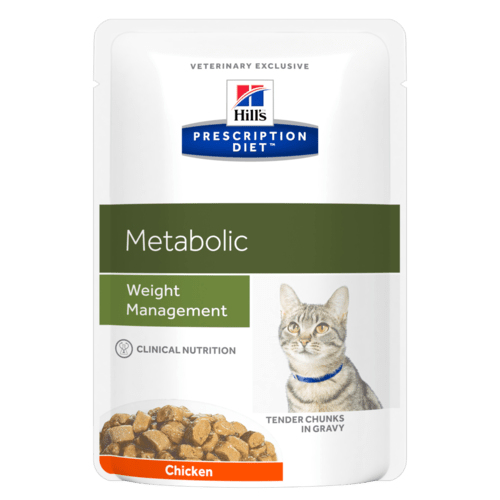 VETERINARY EXCLUSIVE
Hill's
PRESCRIPTION
DIET™
Metabolic
Weight
Management
CLINICAL NUTRITION
TENDER CHUNKS
IN GRAVY
Chicken